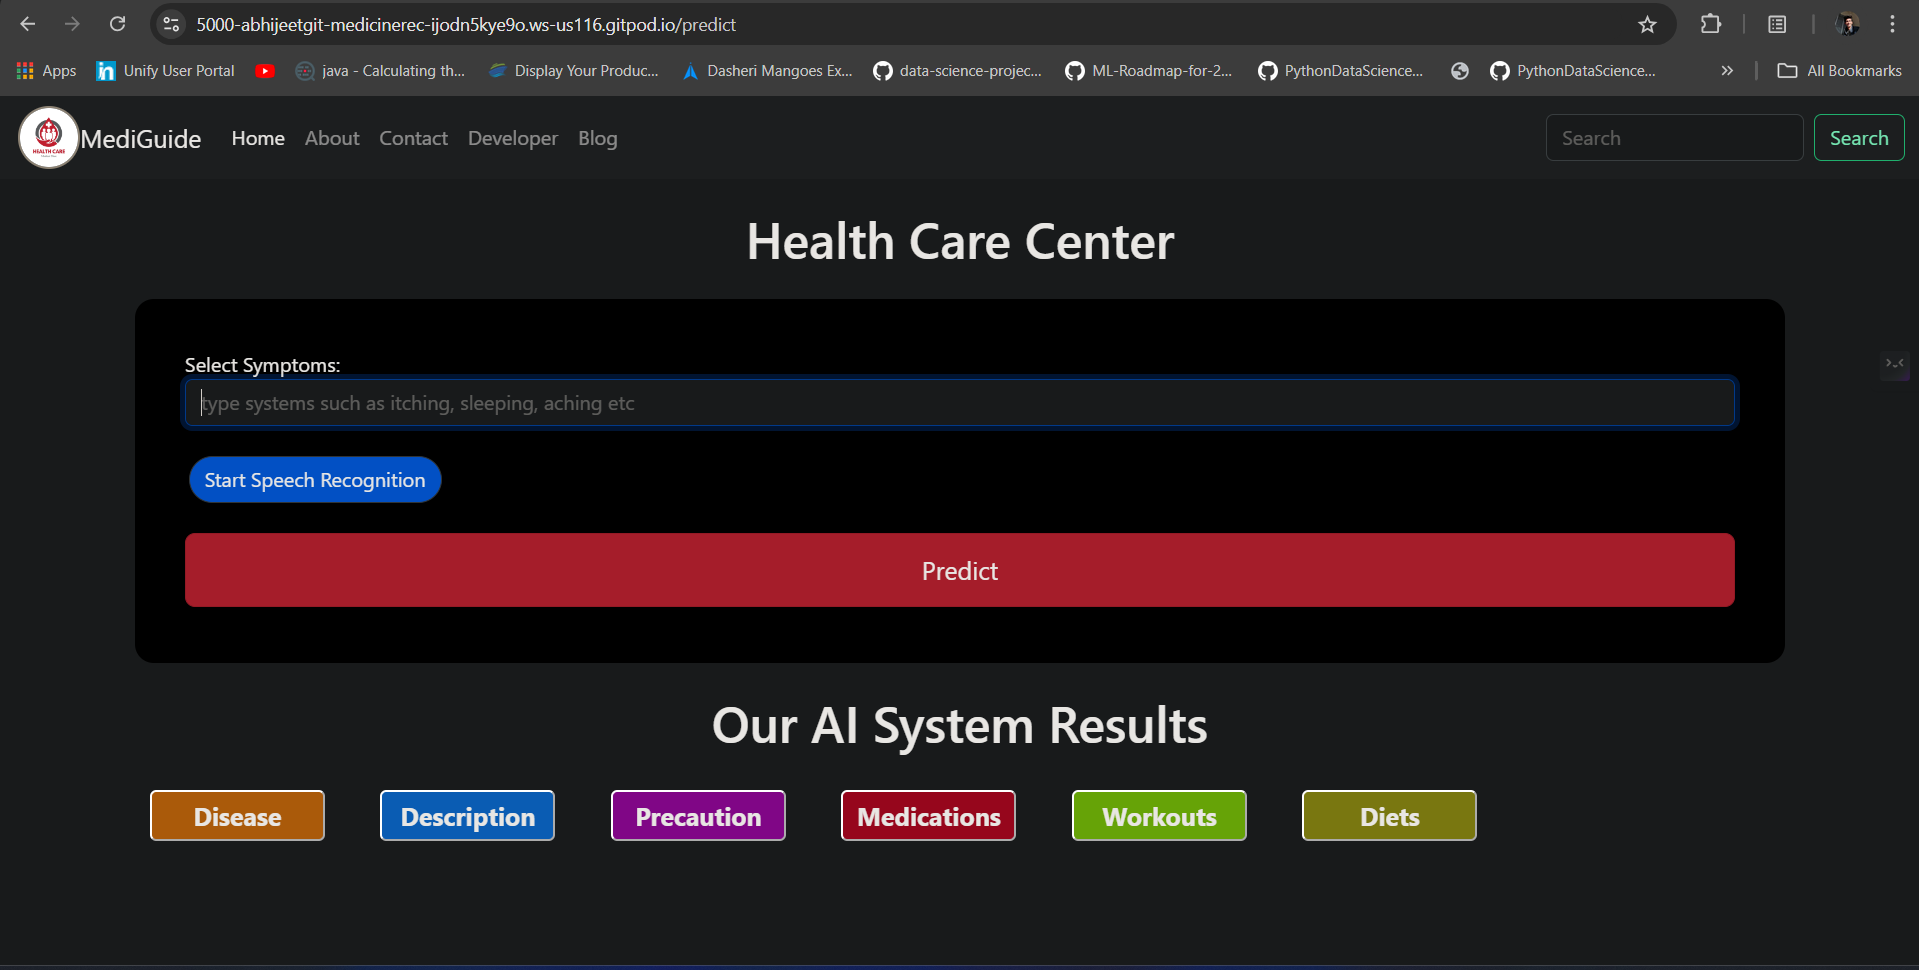 5000-abhijeetgit-medicinerec-ijodn5kye9o.ws-us116.gitpod.io/predict
Apps
in Unify User Portal
java - Calculating th...
Display Your Produc...
Dasheri Mangoes Ex...
data-science-projec...
ML-Roadmap-for-2...
PythonDataScience...
PythonDataScience...
»
All Bookmarks
HEALTH CARE
MediGuide
Home
About
Contact
Developer
Blog
Search
Search
Health Care Center
Select Symptoms:
type systems such as itching, sleeping, aching etc
Start Speech Recognition
Predict
Our AI System Results
Disease
Description
Precaution
Medications
Workouts
Diets